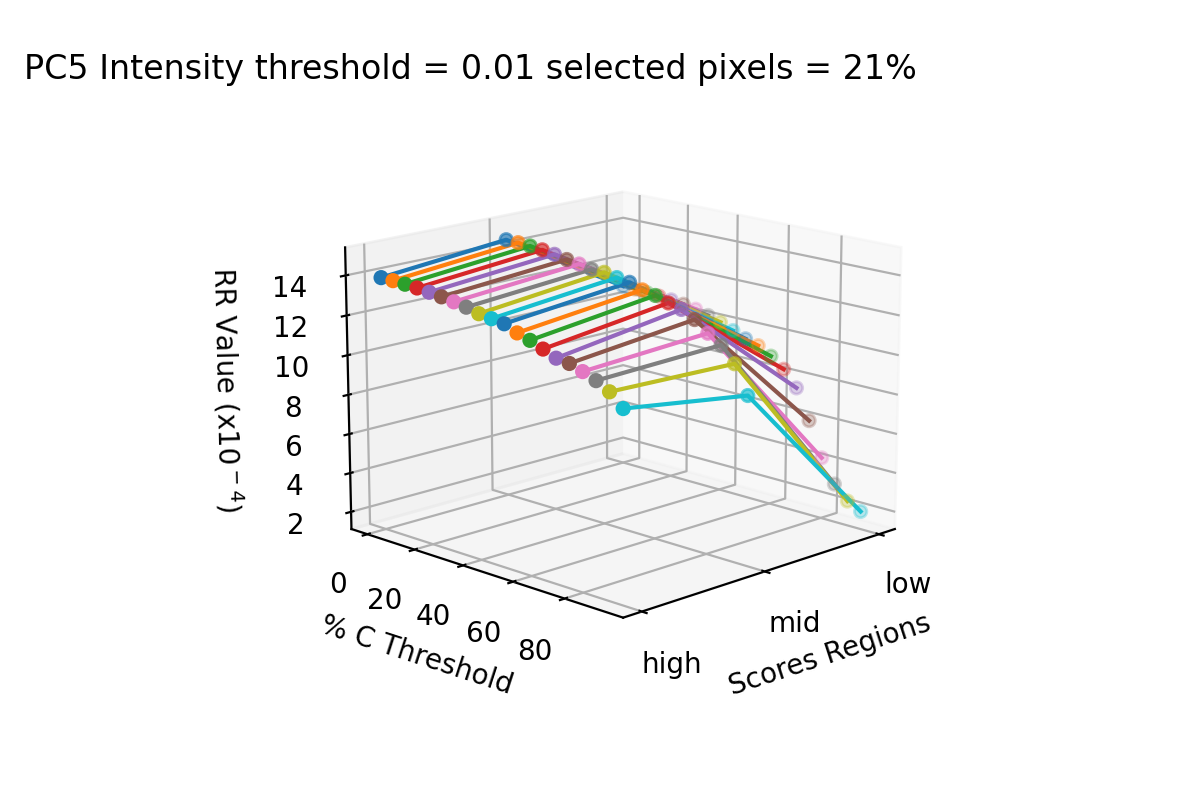 PC5 Intensity threshold = 0.01 selected pixels = 21%
RR Value (x10⁻⁴)
14
12
10
8
6
4
2
0
20
40
60
80
% C Threshold
high
mid
low
Scores Regions